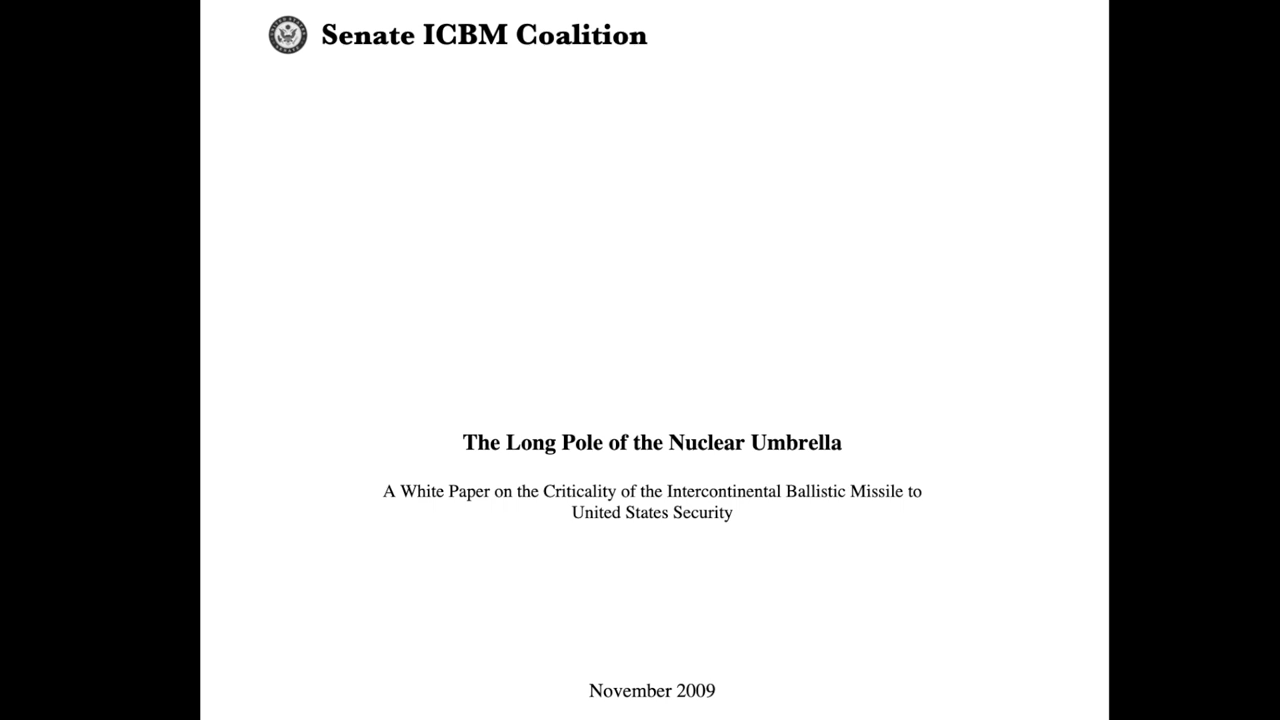 Senate ICBM Coalition
The Long Pole of the Nuclear Umbrella
A White Paper on the Criticality of the Intercontinental Ballistic Missile to
United States Security
November 2009